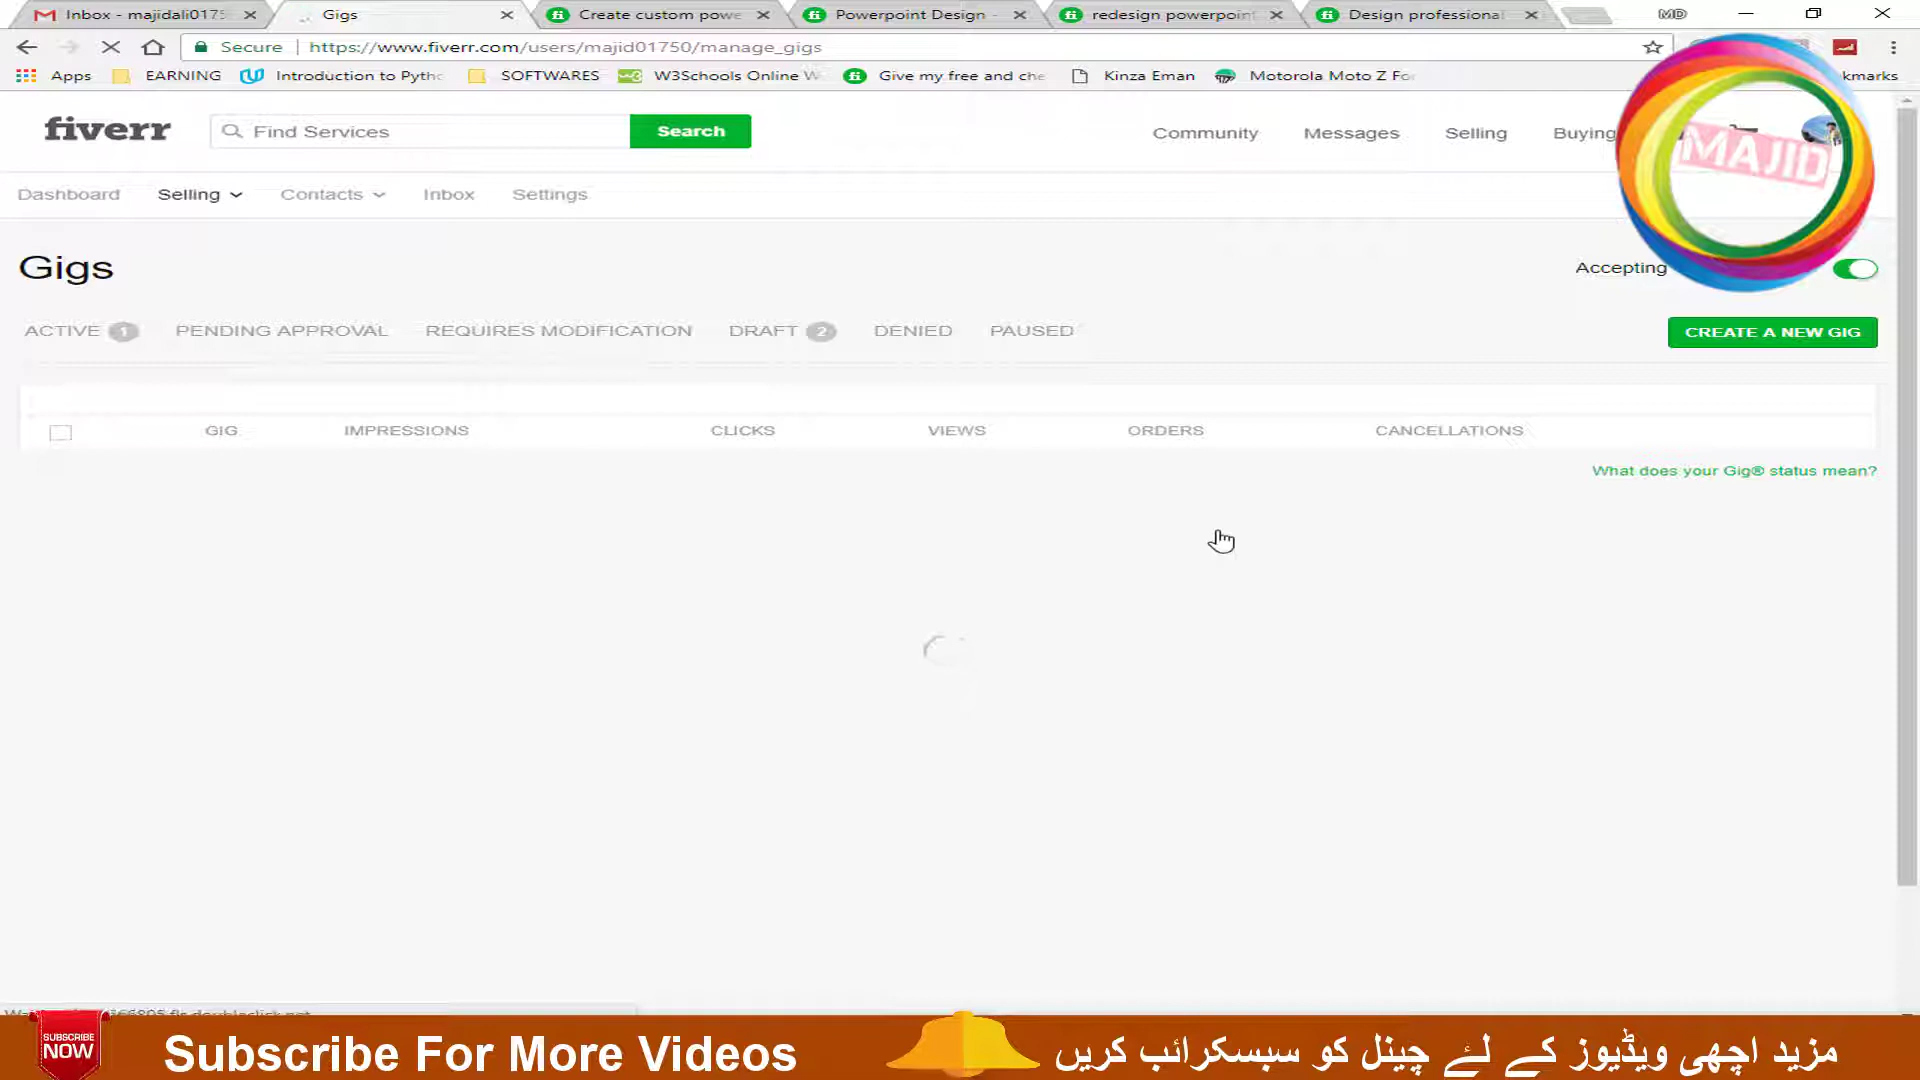 Inbox - majidali0175
Gigs
Create custom powe
Powerpoint Design -
redesign powerpoint
Design professional
MD
Secure
https://www.fiverr.com/users/majid01750/manage_gigs
Apps
EARNING
Introduction to Pytho
SOFTWARES
W3Schools Online W
Give my free and che
Kinza Eman
Motorola Moto Z For
kmarks
fiverr
Find Services
Search
Community
Messages
Selling
Buying
MAJID
Dashboard
Selling
Contacts
Inbox
Settings
Gigs
Accepting
ACTIVE 1
PENDING APPROVAL
REQUIRES MODIFICATION
DRAFT 2
DENIED
PAUSED
CREATE A NEW GIG
GIG
IMPRESSIONS
CLICKS
VIEWS
ORDERS
CANCELLATIONS
What does your Gig® status mean?
SUBSCRIBE
NOW
Subscribe For More Videos
مزید اچھی ویڈیوز کے لئے چینل کو سبسکرائب کریں